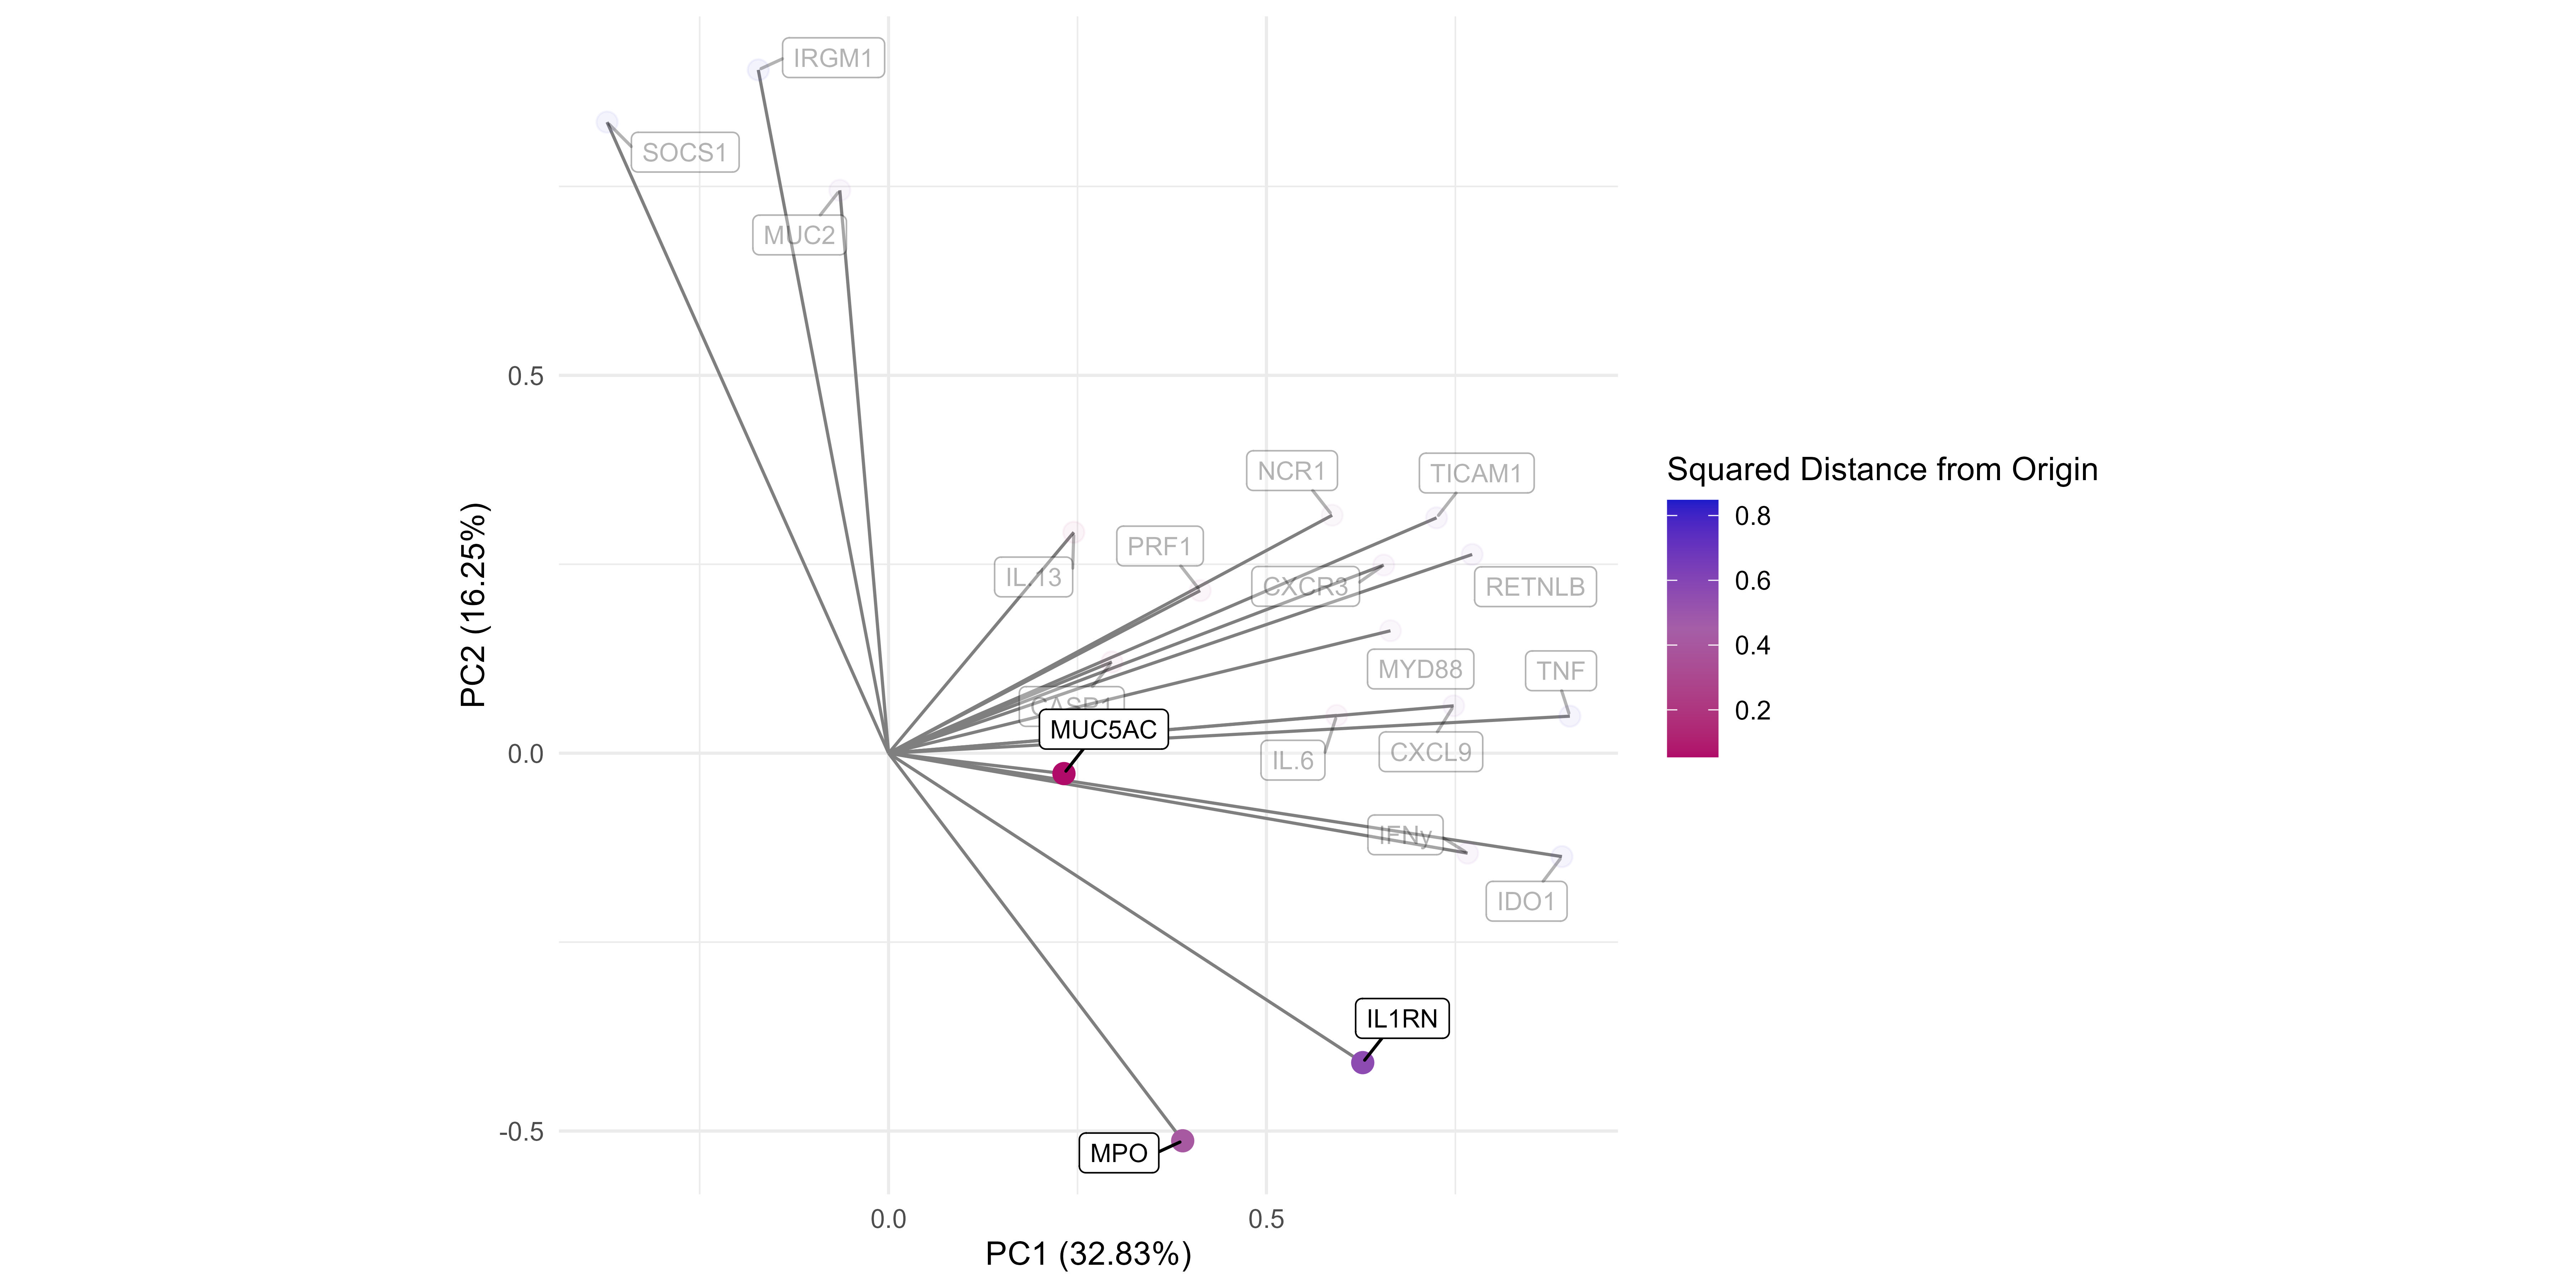 IRGM1
SOCS1
MUC2
0.5
NCR1
TICAM1
PRF1
IL.13
CXCR3
RETNLB
MYD88
TNF
CASP1
MUC5AC
0.0
IL.6
CXCL9
IFNy
IDO1
IL1RN
-0.5
MPO
0.0
0.5
PC1 (32.83%)
PC2 (16.25%)
Squared Distance from Origin
0.8
0.6
0.4
0.2